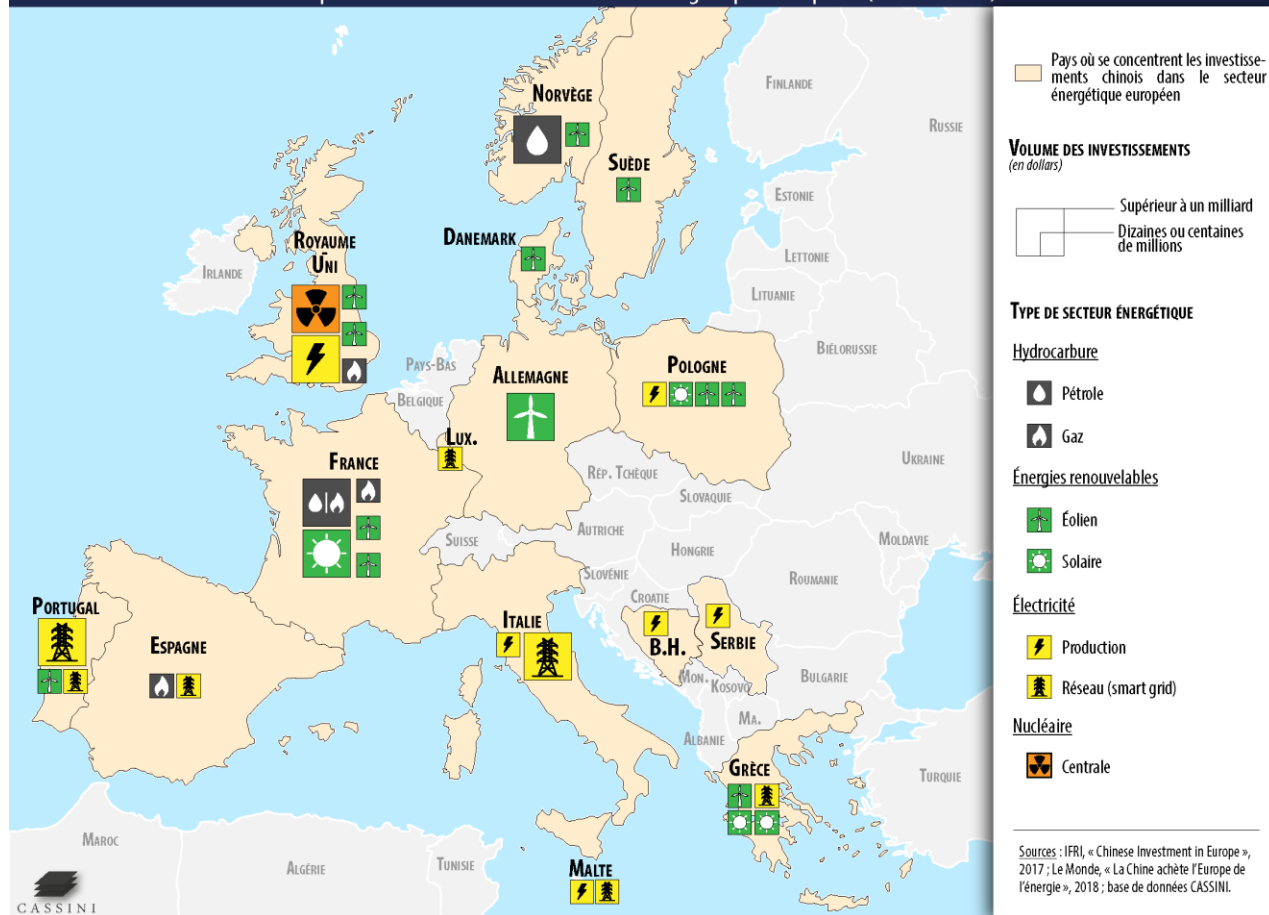 NORVÈGE
FINLANDE
RUSSIE
SUÈDE
ESTONIE
DANEMARK
ROYAUME
-
UNI
IRLANDE
LETTONIE
LITUANIE
BIÉLORUSSIE
PAYS-BAS
BELGIQUE
ALLEMAGNE
POLOGNE
LUX.
FRANCE
RÉP. TCHÈQUE
UKRAINE
SLOVAQUIE
SUISSE
AUTRICHE
HONGRIE
MOLDAVIE
SLOVÉNIE
ROUMANIE
CROATIE
PORTUGAL
ESPAGNE
ITALIE
B.H.
SERBIE
MON.
KOSOVO
BULGARIE
MA.
ALBANIE
GRÈCE
TURQUIE
MAROC
ALGÉRIE
TUNISIE
MALTE
CASSINI
Pays où se concentrent les investisse-
ments chinois dans le secteur
énergétique européen
VOLUME DES INVESTISSEMENTS
(en dollars)
Supérieur à un milliard
Dizaines ou centaines
de millions
TYPE DE SECTEUR ÉNERGÉTIQUE
Hydrocarbure
Pétrole
Gaz
Énergies renouvelables
Éolien
Solaire
Électricité
Production
Réseau (smart grid)
Nucléaire
Centrale
Sources : IFRI, « Chinese Investment in Europe »,
2017 ; Le Monde, « La Chine achète l'Europe de
l'énergie », 2018 ; base de données CASSINI.